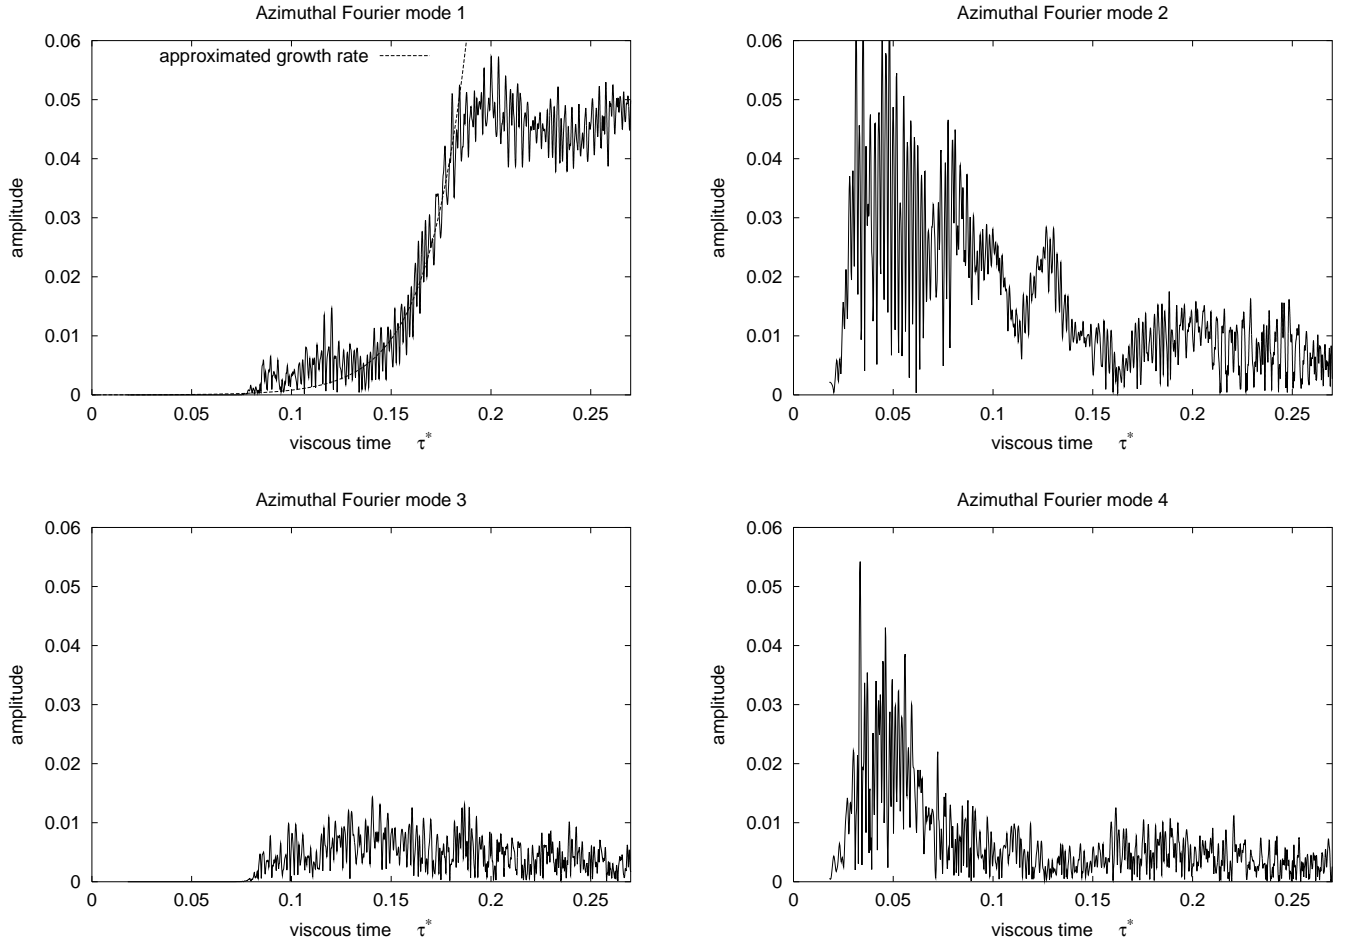 Azimuthal Fourier mode 1
0.06
0.05
0.04
0.03
0.02
0.01
0
amplitude
approximated growth rate
0 0.05 0.1 0.15 0.2 0.25
viscous time τ*
Azimuthal Fourier mode 2
0.06
0.05
0.04
0.03
0.02
0.01
0
amplitude
0 0.05 0.1 0.15 0.2 0.25
viscous time τ*
Azimuthal Fourier mode 3
0.06
0.05
0.04
0.03
0.02
0.01
0
amplitude
0 0.05 0.1 0.15 0.2 0.25
viscous time τ*
Azimuthal Fourier mode 4
0.06
0.05
0.04
0.03
0.02
0.01
0
amplitude
0 0.05 0.1 0.15 0.2 0.25
viscous time τ*